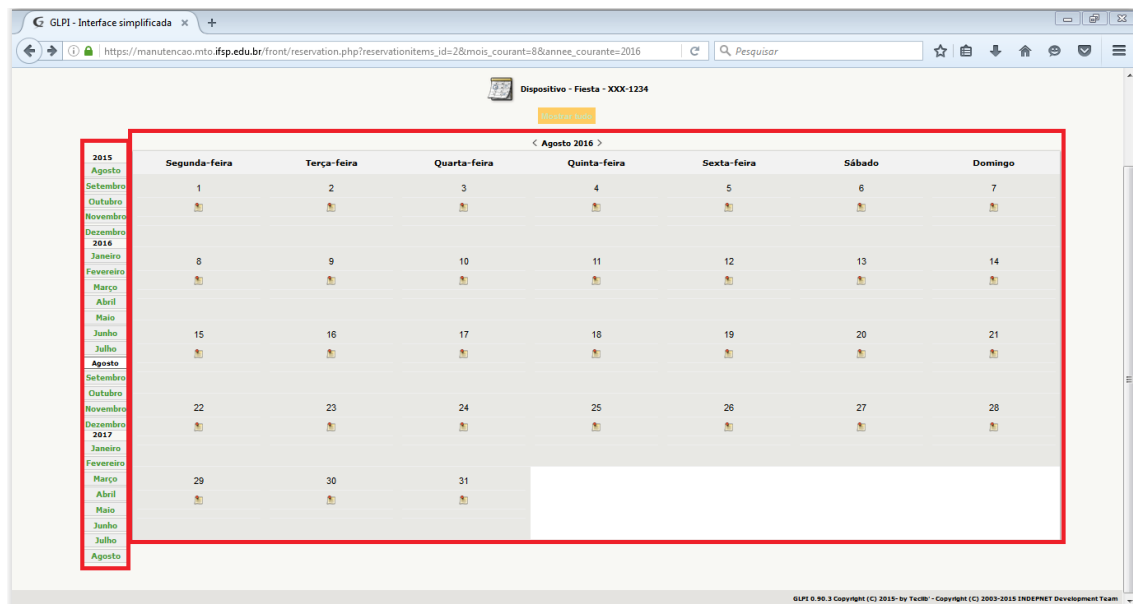 GLPI - Interface simplificada × +
https://manutencao.mto.ifsp.edu.br/front/reservation.php?reservationitems_id=2&mois_courant=8&annee_courante=2016 Pesquisar
Dispositivo - Fiesta - XXX-1234
Mostrar tudo
< Agosto 2016 >
2015
Agosto
Setembro
Outubro
Novembro
Dezembro
2016
Janeiro
Fevereiro
Março
Abril
Maio
Junho
Julho
Agosto
Setembro
Outubro
Novembro
Dezembro
2017
Janeiro
Fevereiro
Março
Abril
Maio
Junho
Julho
Agosto
Segunda-feira Terça-feira Quarta-feira Quinta-feira Sexta-feira Sábado Domingo
1 2 3 4 5 6 7
8 9 10 11 12 13 14
15 16 17 18 19 20 21
22 23 24 25 26 27 28
29 30 31
GLPI 0.90.3 Copyright (C) 2015- by Teclib' - Copyright (C) 2003-2015 INDEPNET Development Team